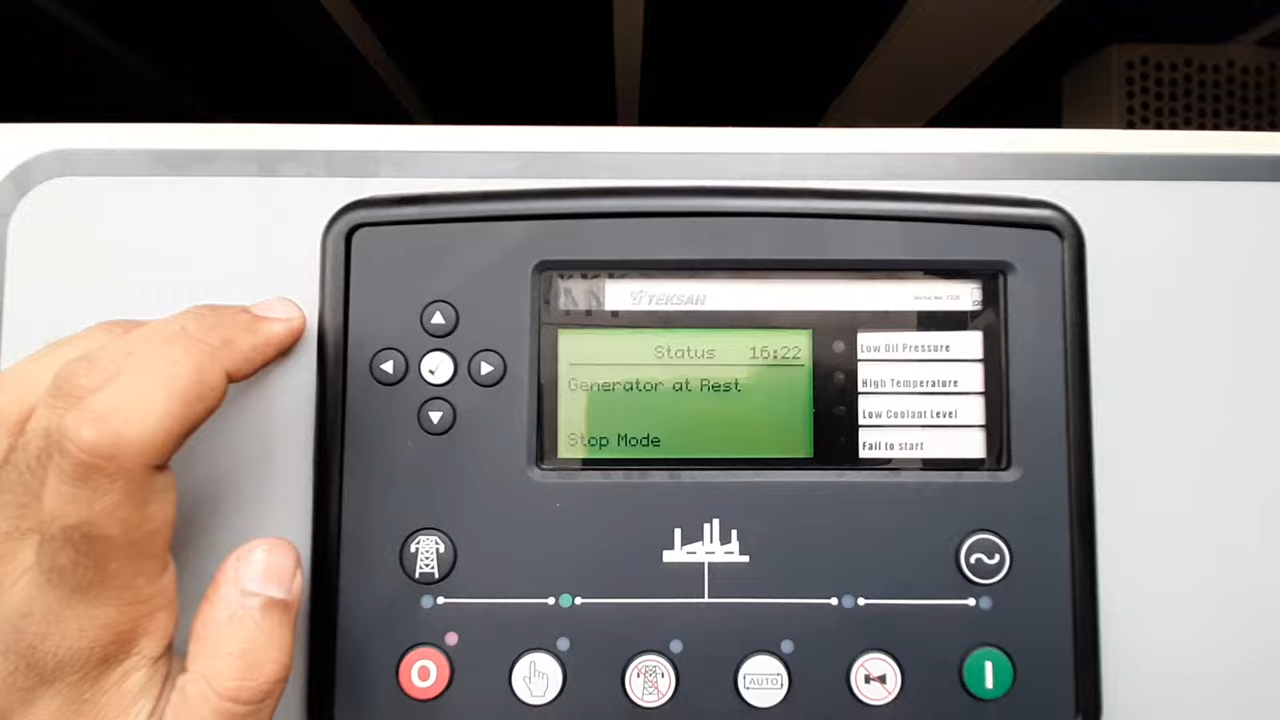 TEKSAN
Status 16:22
Generator at Rest
Stop Mode
Low Oil Pressure
High Temperature
Low Coolant Level
Fail to start
O
AUTO
I